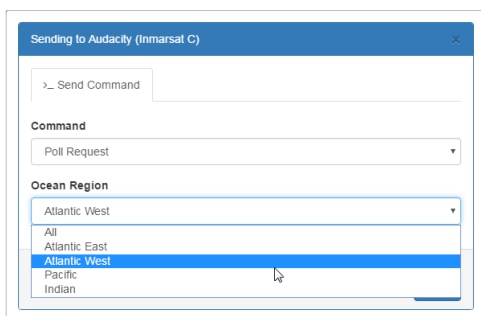 Sending to Audacity (Inmarsat C) ×
>_ Send Command
Command
Poll Request
Ocean Region
Atlantic West
All
Atlantic East
Atlantic West
Pacific
Indian